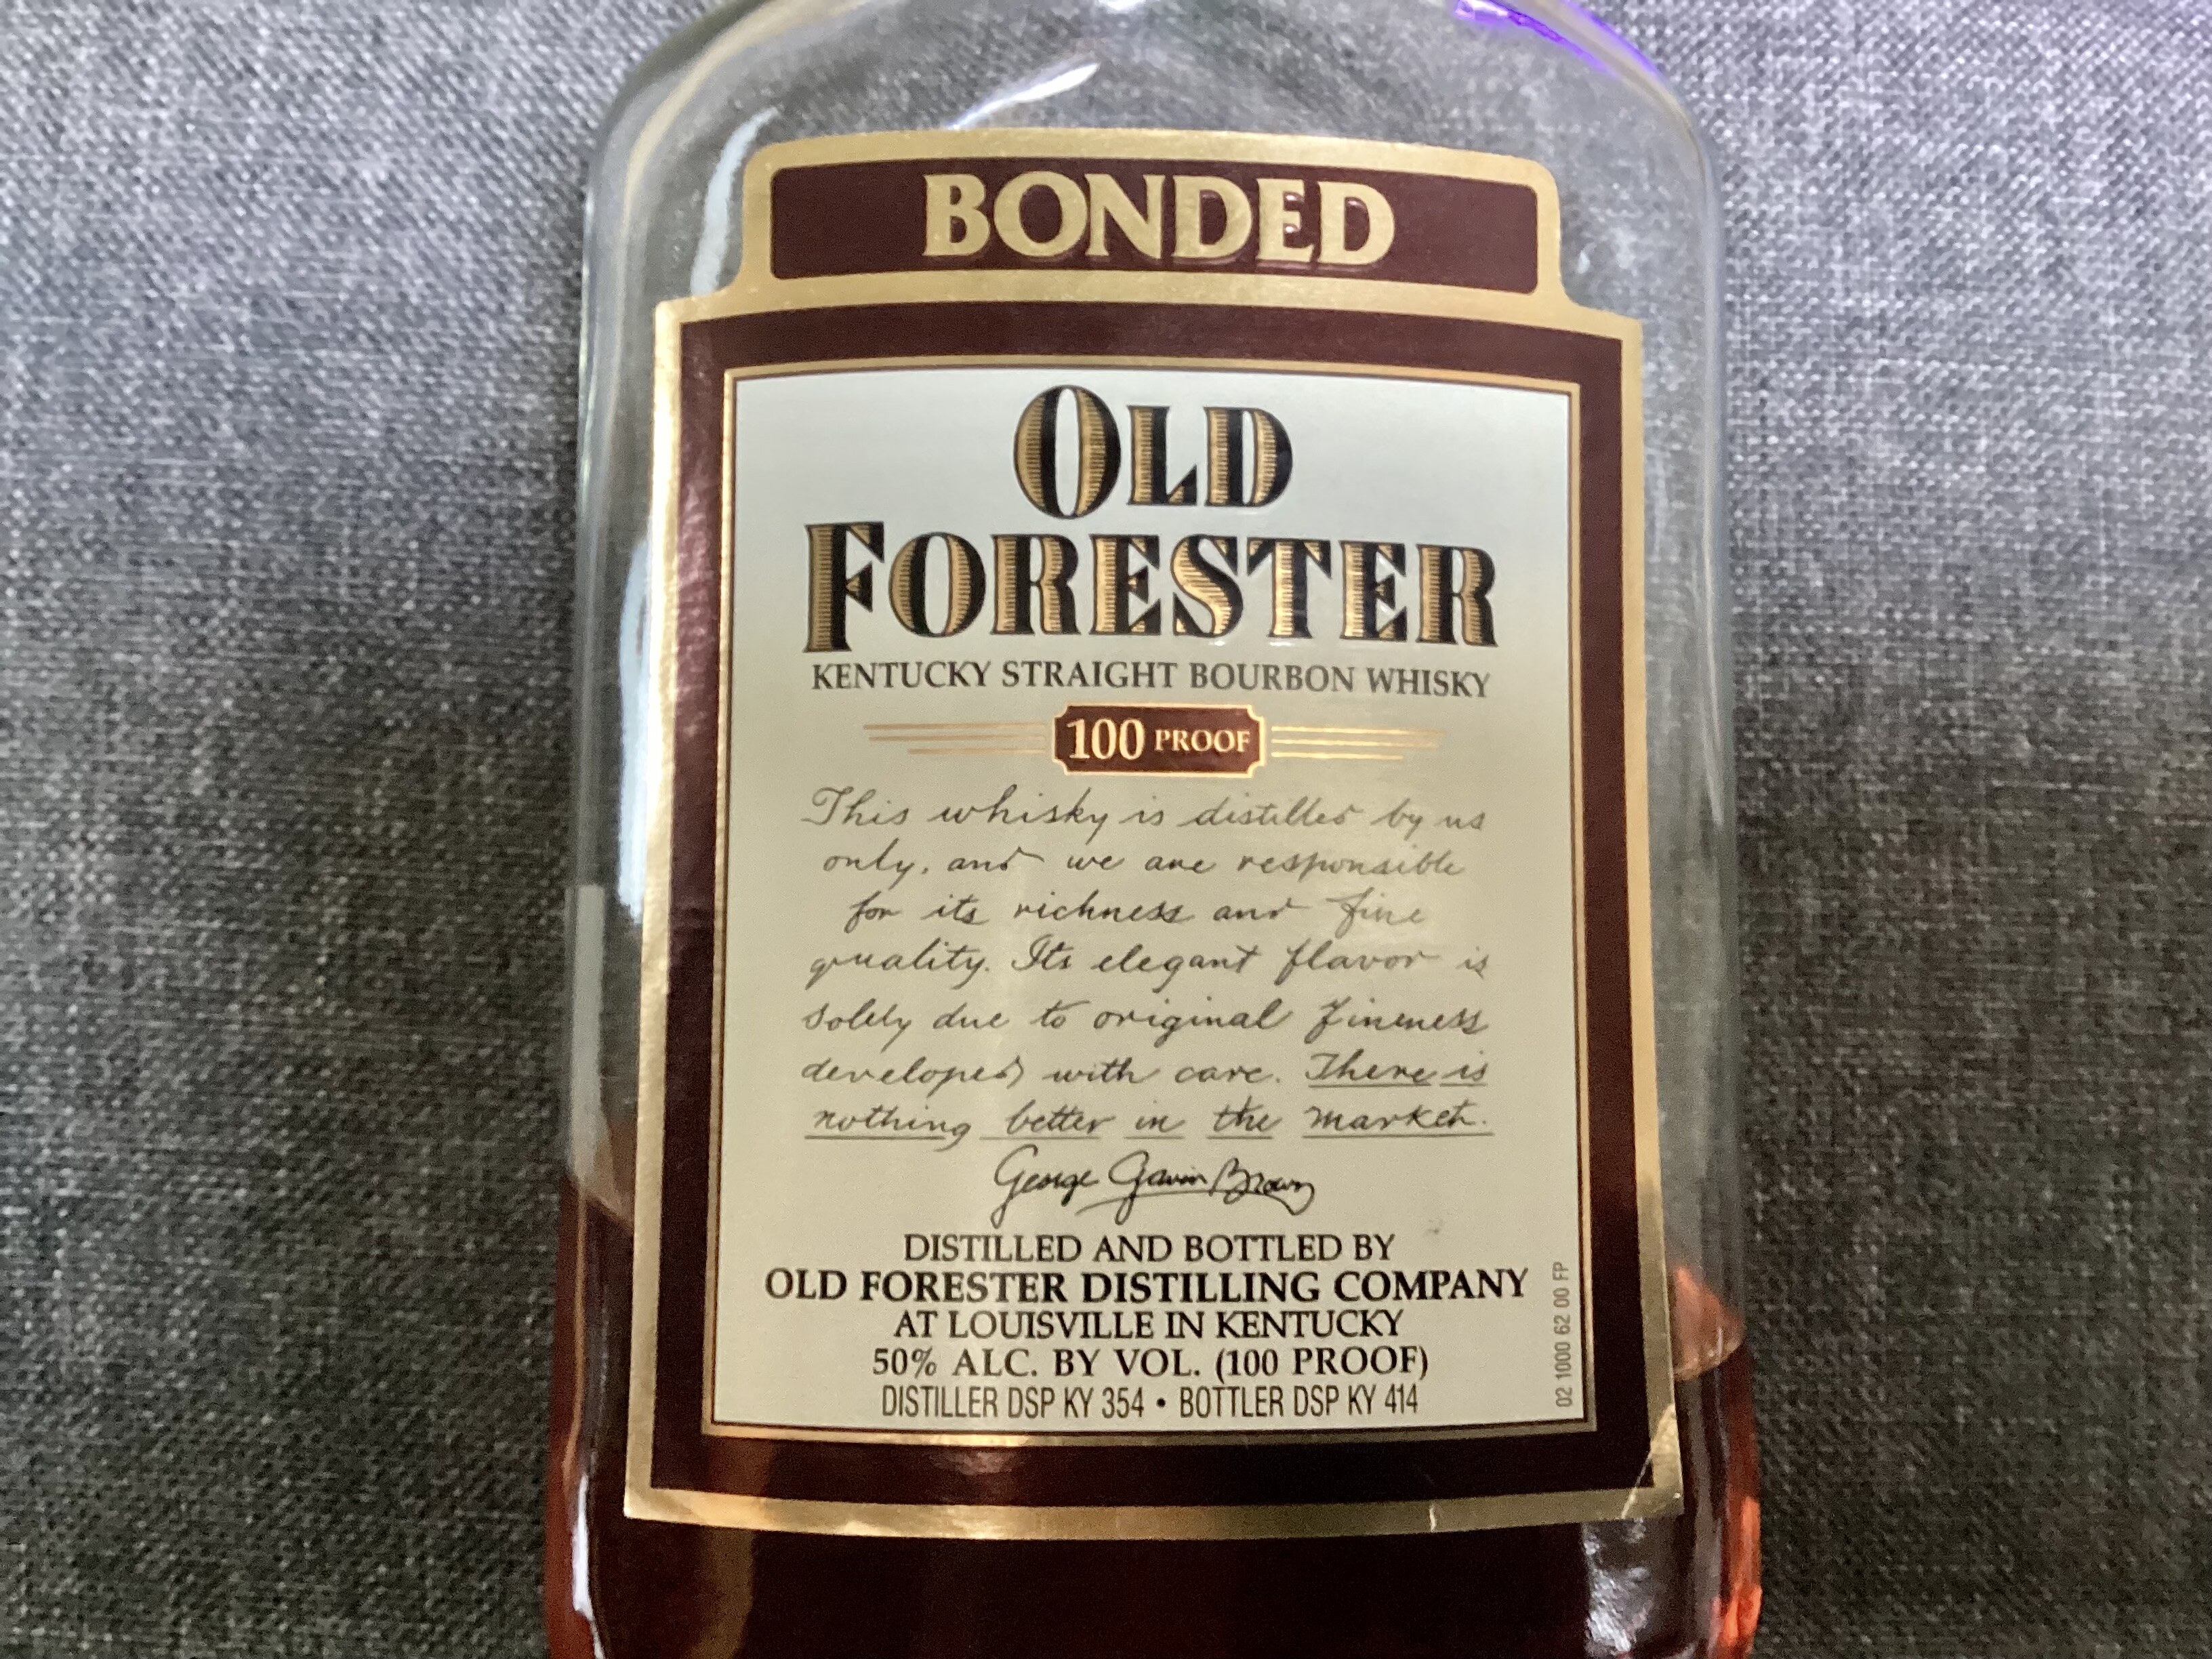 BONDED
OLD
FORESTER
KENTUCKY STRAIGHT BOURBON WHISKY
100 PROOF
This whisky is distilled by us
only, and we are responsible
for its richness and fine
quality. Its elegant flavor is
solely due to original fineness
developed with care. There is
nothing better in the market.
George Gavin Brown
DISTILLED AND BOTTLED BY
OLD FORESTER DISTILLING COMPANY
AT LOUISVILLE IN KENTUCKY
50% ALC. BY VOL. (100 PROOF)
DISTILLER DSP KY 354 • BOTTLER DSP KY 414
02 1000 62 00 FP